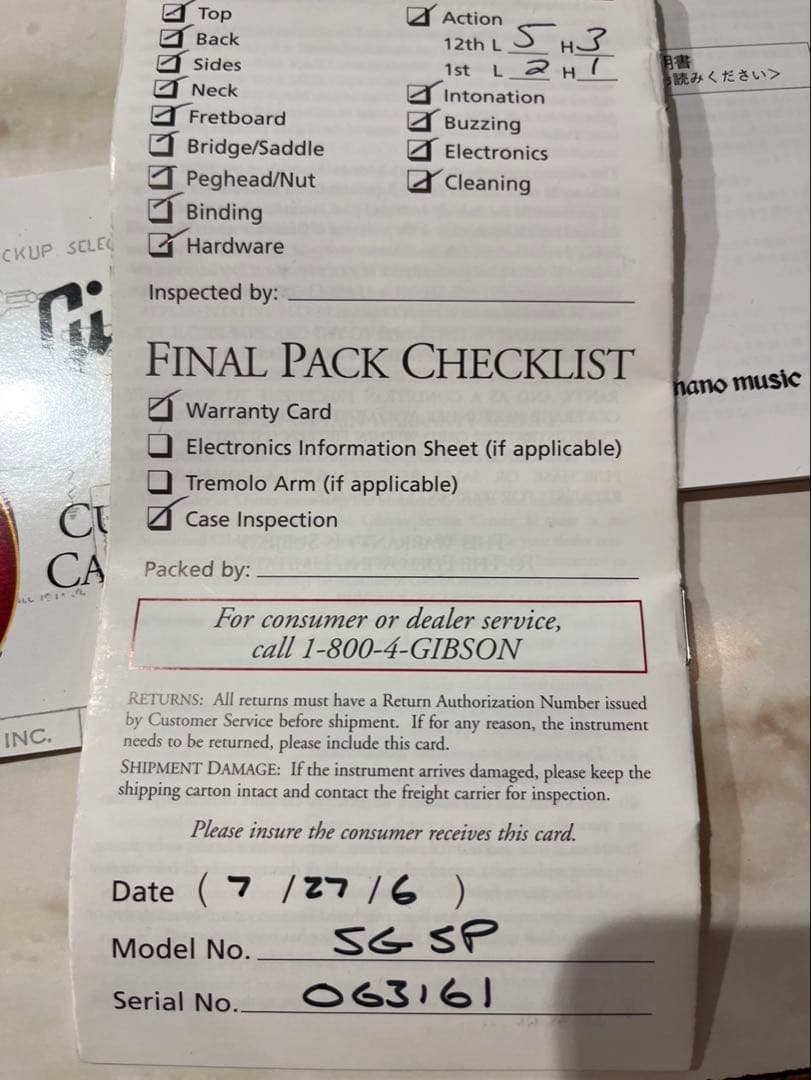 Top
Back
Sides
Neck
Fretboard
Bridge/Saddle
Peghead/Nut
Binding
Hardware
Action
12th L 5 H 3
1st L 2 H 1
Intonation
Buzzing
Electronics
Cleaning
Inspected by:
FINAL PACK CHECKLIST
Warranty Card
Electronics Information Sheet (if applicable)
Tremolo Arm (if applicable)
Case Inspection
Packed by:
For consumer or dealer service,
call 1-800-4-GIBSON
RETURNS: All returns must have a Return Authorization Number issued
by Customer Service before shipment. If for any reason, the instrument
needs to be returned, please include this card.
SHIPMENT DAMAGE: If the instrument arrives damaged, please keep the
shipping carton intact and contact the freight carrier for inspection.
Please insure the consumer receives this card.
Date ( 7 / 27 / 6 )
Model No. SG SP
Serial No. 063161
CKUP SELEC
Gi
CU
CA
INC.
明書
読みください>
nano music